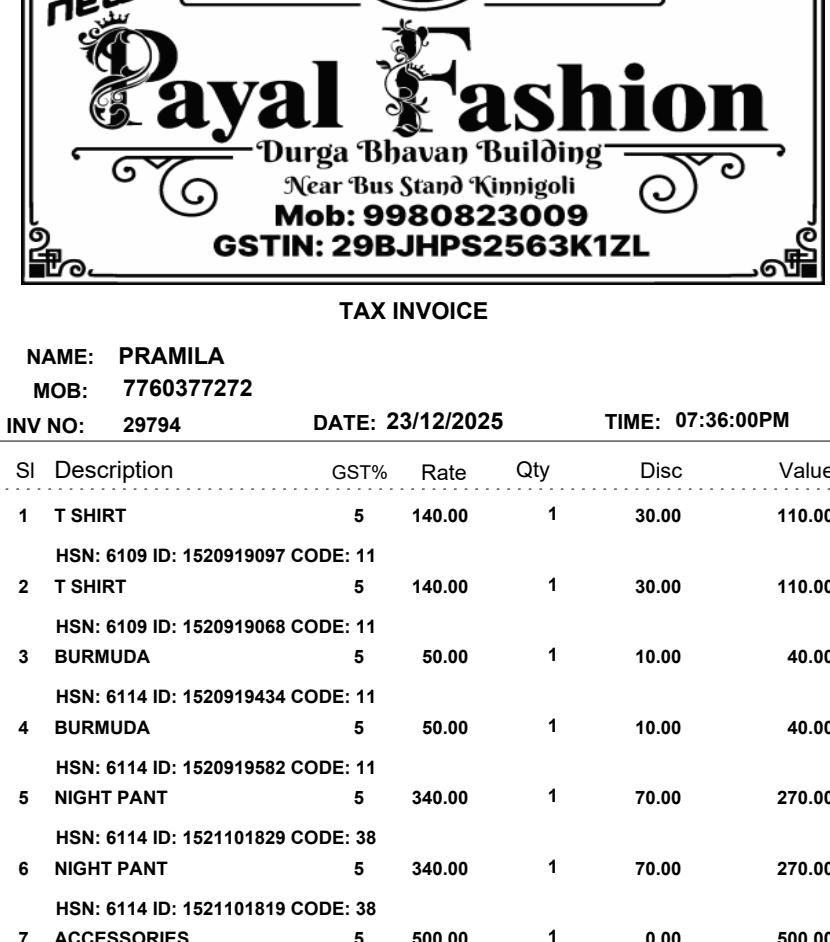 new
Payal Fashion
Durga Bhavan Building
Near Bus Stand Kinnigoli
Mob: 9980823009
GSTIN: 29BJHPS2563K1ZL
TAX INVOICE
NAME: PRAMILA
MOB: 7760377272
INV NO: 29794 DATE: 23/12/2025 TIME: 07:36:00PM
Sl Description GST% Rate Qty Disc Value
1 T SHIRT 5 140.00 1 30.00 110.00
HSN: 6109 ID: 1520919097 CODE: 11
2 T SHIRT 5 140.00 1 30.00 110.00
HSN: 6109 ID: 1520919068 CODE: 11
3 BURMUDA 5 50.00 1 10.00 40.00
HSN: 6114 ID: 1520919434 CODE: 11
4 BURMUDA 5 50.00 1 10.00 40.00
HSN: 6114 ID: 1520919582 CODE: 11
5 NIGHT PANT 5 340.00 1 70.00 270.00
HSN: 6114 ID: 1521101829 CODE: 38
6 NIGHT PANT 5 340.00 1 70.00 270.00
HSN: 6114 ID: 1521101819 CODE: 38
7 ACCESSORIES 5 500.00 1 0.00 500.00